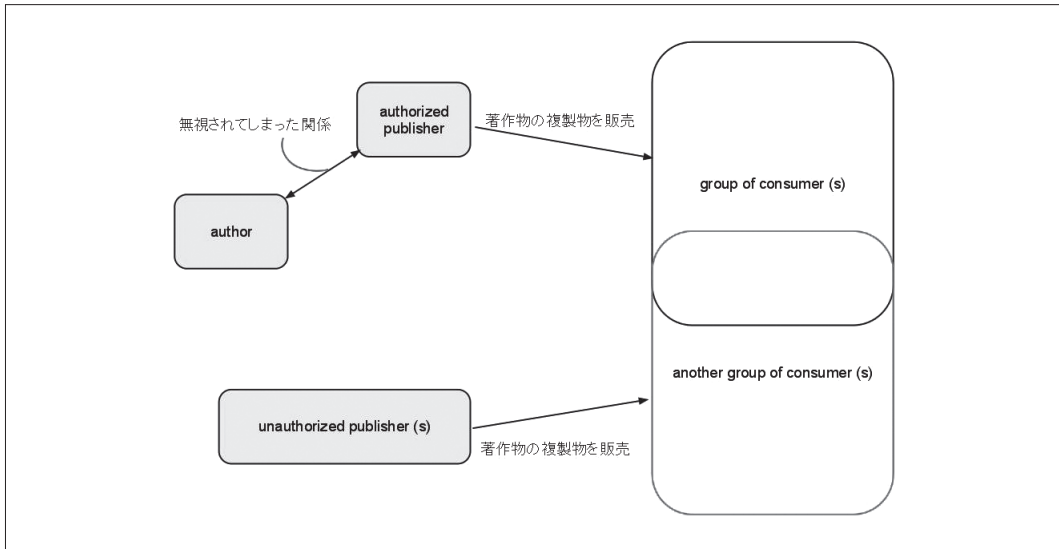 authorized
publisher
無視されてしまった関係
著作物の複製物を販売
group of consumer (s)
author
another group of consumer (s)
unauthorized publisher (s)
著作物の複製物を販売